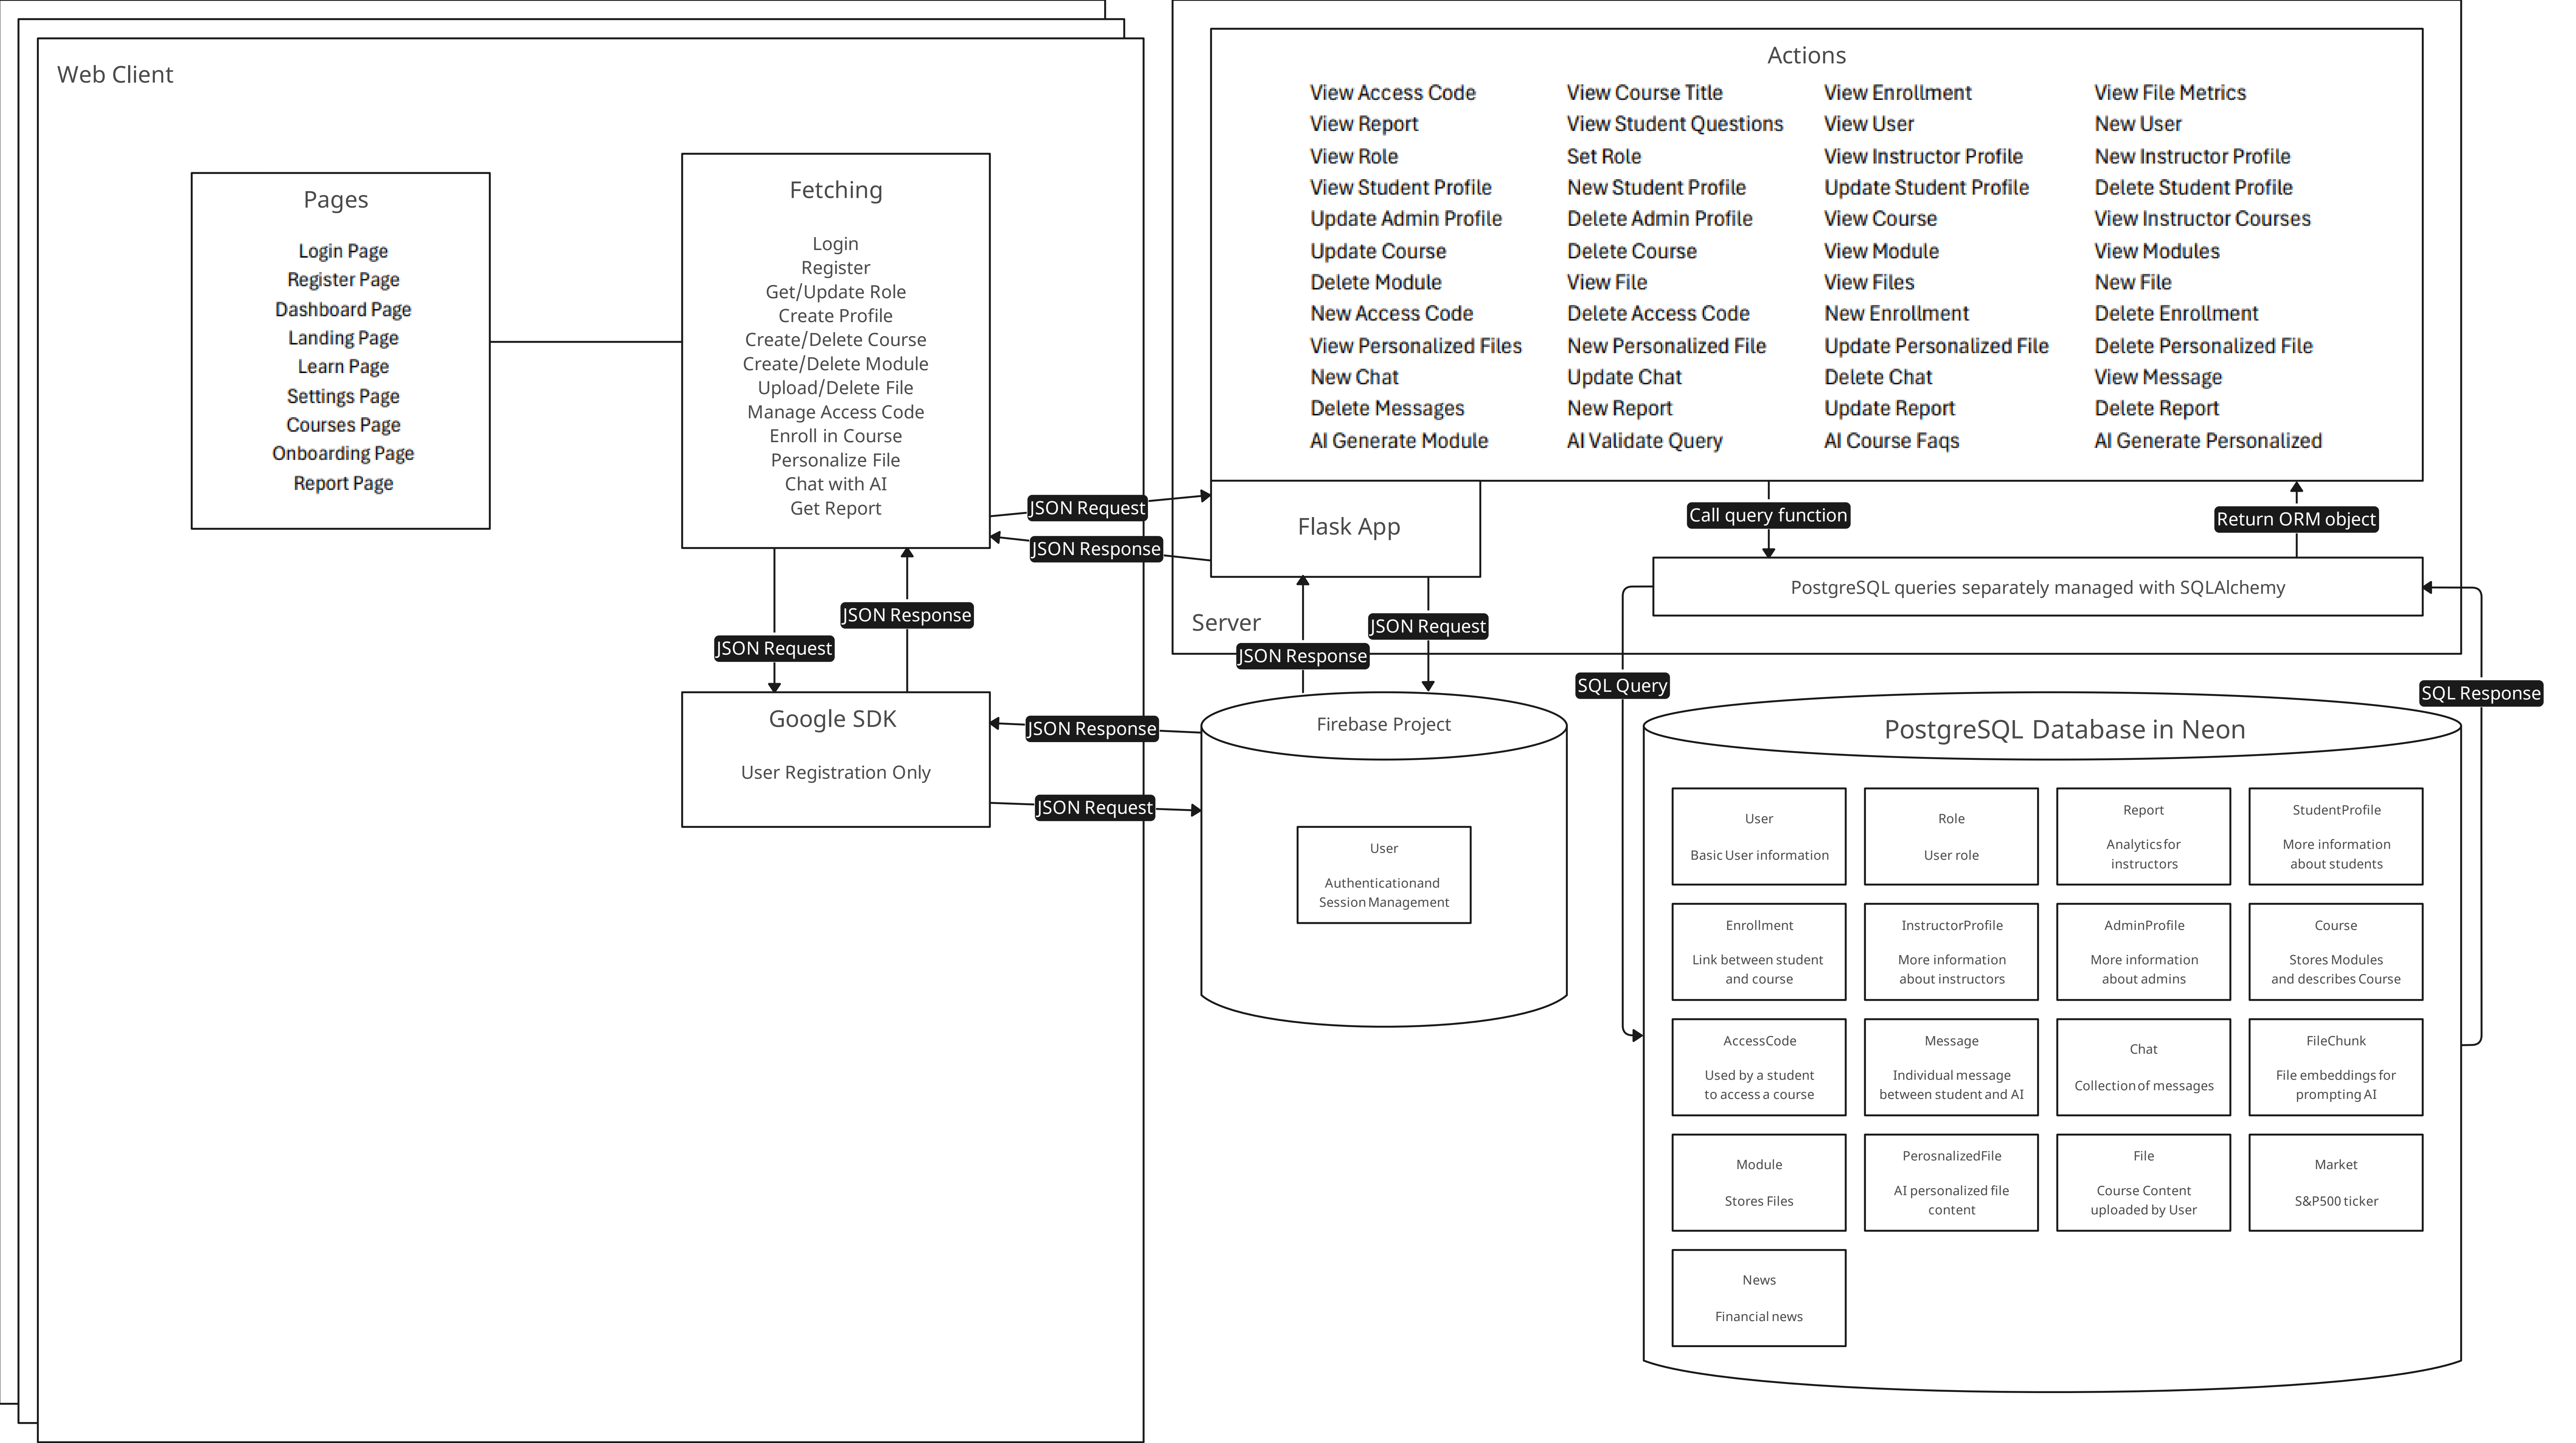 Web Client
Pages
Login Page
Register Page
Dashboard Page
Landing Page
Learn Page
Settings Page
Courses Page
Onboarding Page
Report Page
Fetching
Login
Register
Get/Update Role
Create Profile
Create/Delete Course
Create/Delete Module
Upload/Delete File
Manage Access Code
Enroll in Course
Personalize File
Chat with AI
Get Report
JSON Request
JSON Response
JSON Response
JSON Request
Google SDK
User Registration Only
JSON Response
JSON Request
Actions
View Access Code View Course Title View Enrollment View File Metrics
View Report View Student Questions View User New User
View Role Set Role View Instructor Profile New Instructor Profile
View Student Profile New Student Profile Update Student Profile Delete Student Profile
Update Admin Profile Delete Admin Profile View Course View Instructor Courses
Update Course Delete Course View Module View Modules
Delete Module View File View Files New File
New Access Code Delete Access Code New Enrollment Delete Enrollment
View Personalized Files New Personalized File Update Personalized File Delete Personalized File
New Chat Update Chat Delete Chat View Message
Delete Messages New Report Update Report Delete Report
AI Generate Module AI Validate Query AI Course Faqs AI Generate Personalized
Flask App
Call query function
Return ORM object
PostgreSQL queries separately managed with SQLAlchemy
Server
JSON Request
JSON Response
SQL Query
SQL Response
Firebase Project
User
Authenticationand
Session Management
PostgreSQL Database in Neon
User
Basic User information
Role
User role
Report
Analytics for
instructors
StudentProfile
More information
about students
Enrollment
Link between student
and course
InstructorProfile
More information
about instructors
AdminProfile
More information
about admins
Course
Stores Modules
and describes Course
AccessCode
Used by a student
to access a course
Message
Individual message
between student and AI
Chat
Collection of messages
FileChunk
File embeddings for
prompting AI
Module
Stores Files
PerosnalizedFile
AI personalized file
content
File
Course Content
uploaded by User
Market
S&P500 ticker
News
Financial news